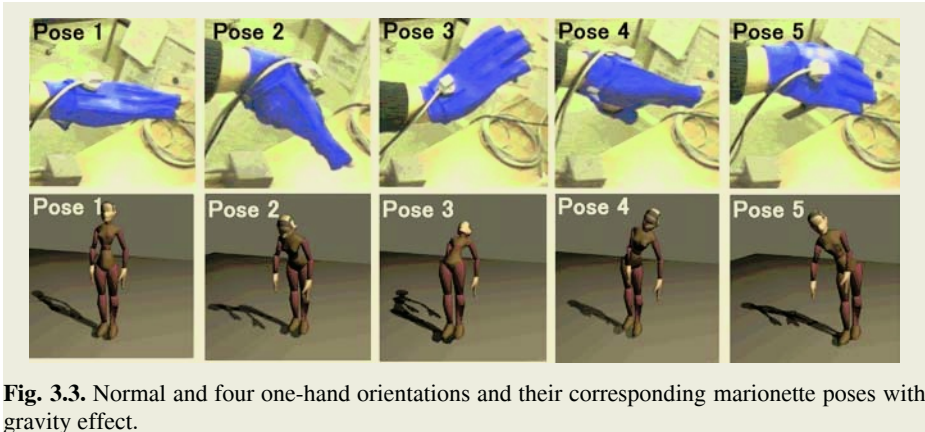 Pose 1 Pose 2 Pose 3 Pose 4 Pose 5
Pose 1 Pose 2 Pose 3 Pose 4 Pose 5
Fig. 3.3. Normal and four one-hand orientations and their corresponding marionette poses with
gravity effect.